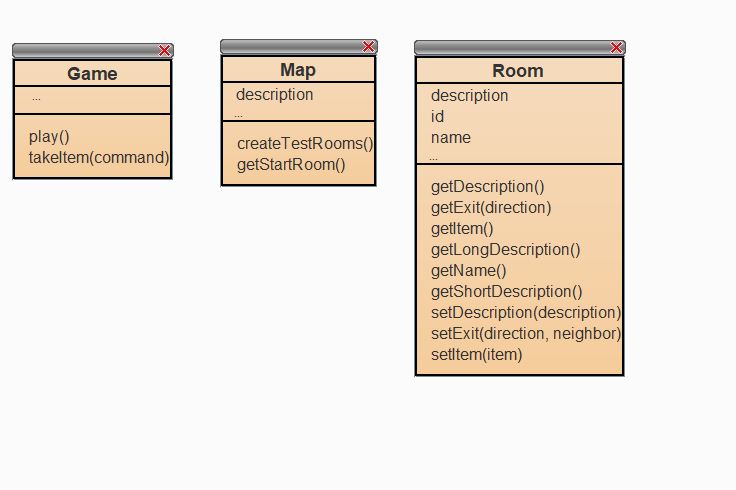 Game
...
play()
takeItem(command)
Map
description
...
createTestRooms()
getStartRoom()
Room
description
id
name
...
getDescription()
getExit(direction)
getItem()
getLongDescription()
getName()
getShortDescription()
setDescription(description)
setExit(direction, neighbor)
setItem(item)